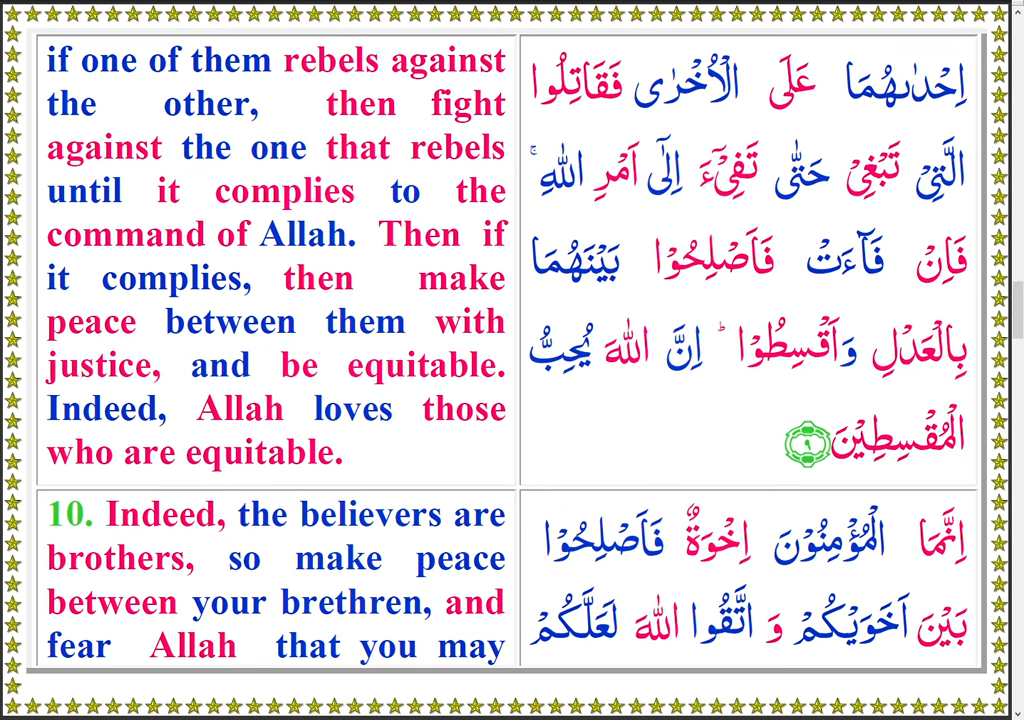 if one of them rebels against
the other, then fight
against the one that rebels
until it complies to the
command of Allah. Then if
it complies, then make
peace between them with
justice, and be equitable.
Indeed, Allah loves those
who are equitable.
اِحْدٰىهُمَا عَلَى الْاُخْرٰى فَقَاتِلُوا
الَّتِيْ تَبْغِيْ حَتّٰى تَفِيْٓءَ اِلٰٓى اَمْرِ اللّٰهِ ۚ
فَاِنْ فَآءَتْ فَاَصْلِحُوْا بَيْنَهُمَا
بِالْعَدْلِ وَاَقْسِطُوْا ؕ اِنَّ اللّٰهَ يُحِبُّ
الْمُقْسِطِيْنَ ۹
10. Indeed, the believers are
brothers, so make peace
between your brethren, and
fear Allah that you may
اِنَّمَا الْمُؤْمِنُوْنَ اِخْوَةٌ فَاَصْلِحُوْا
بَيْنَ اَخَوَيْكُمْ وَ اتَّقُوا اللّٰهَ لَعَلَّكُمْ